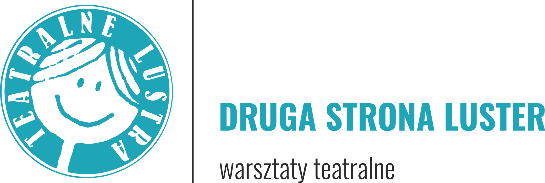 TEATRALNE LUSTRA
DRUGA STRONA LUSTER
warsztaty teatralne